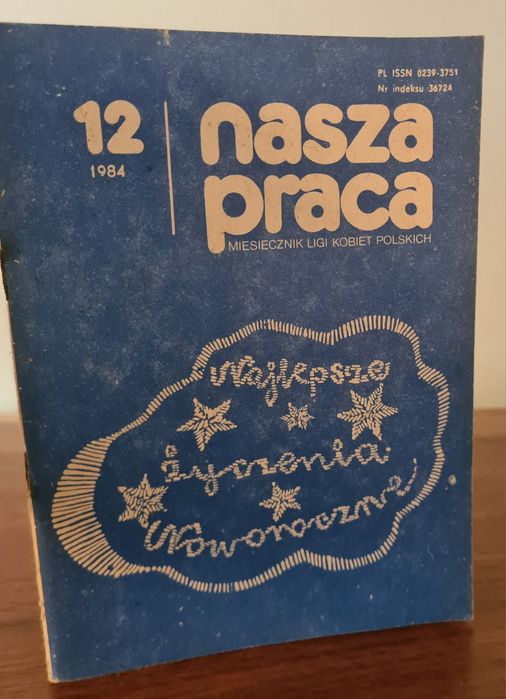 PL ISSN 0239-3751
Nr indeksu 36724
12
1984
nasza
praca
MIESIĘCZNIK LIGI KOBIET POLSKICH
Najlepsze
życzenia
Noworoczne